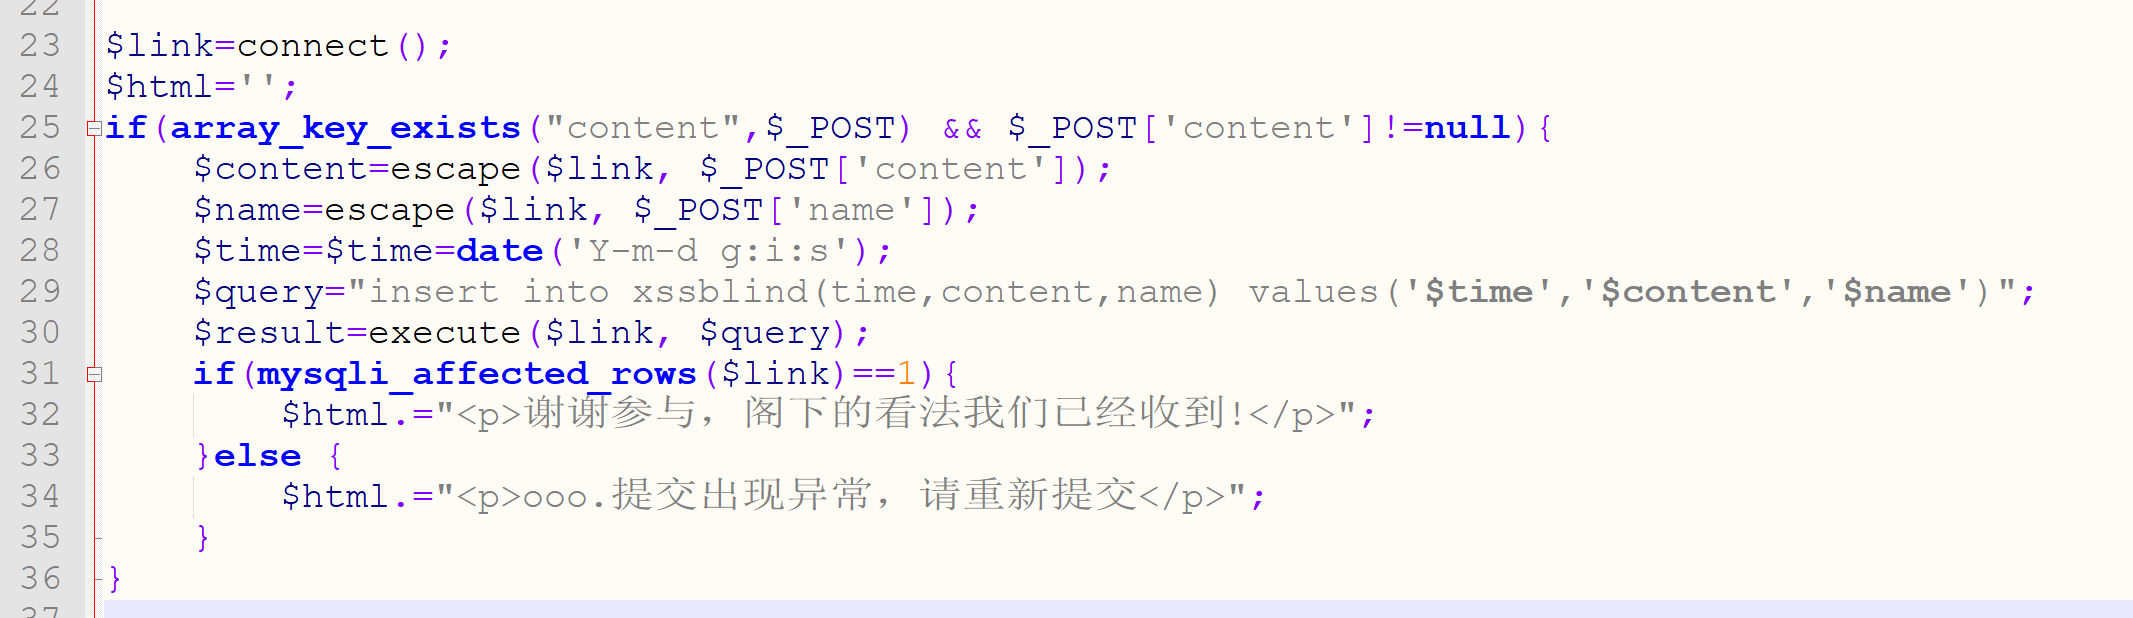 22
23 $link=connect();
24 $html='';
25 if(array_key_exists("content",$_POST) && $_POST['content']!=null){
26     $content=escape($link, $_POST['content']);
27     $name=escape($link, $_POST['name']);
28     $time=$time=date('Y-m-d g:i:s');
29     $query="insert into xssblind(time,content,name) values('$time','$content','$name')";
30     $result=execute($link, $query);
31     if(mysqli_affected_rows($link)==1){
32         $html.="<p>谢谢参与，阁下的看法我们已经收到!</p>";
33     }else {
34         $html.="<p>ooo.提交出现异常，请重新提交</p>";
35     }
36 }
37